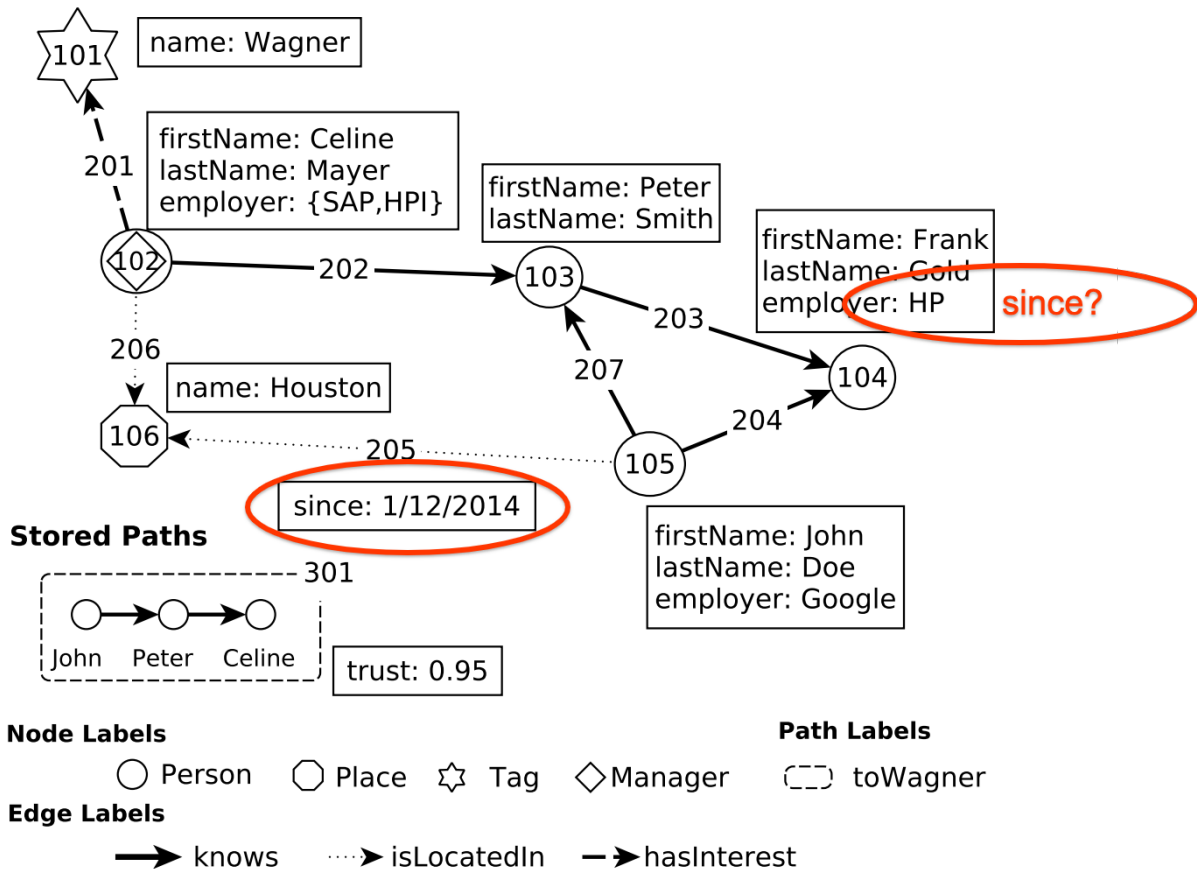 101
name: Wagner
201
firstName: Celine
lastName: Mayer
employer: {SAP,HPI}
102
202
firstName: Peter
lastName: Smith
103
firstName: Frank
lastName: Gold
employer: HP
since?
203
104
206
name: Houston
207
204
106
205
105
since: 1/12/2014
firstName: John
lastName: Doe
employer: Google
Stored Paths
301
John Peter Celine
trust: 0.95
Node Labels
Person Place Tag Manager
Path Labels
toWagner
Edge Labels
knows isLocatedIn hasInterest